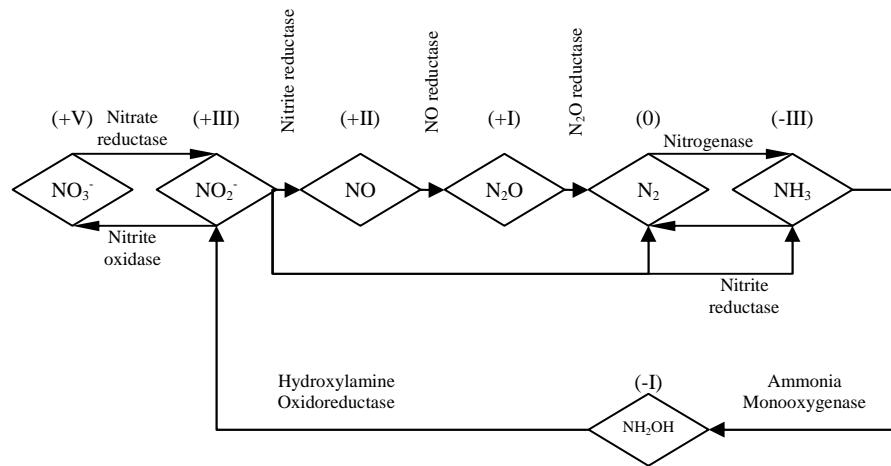 Nitrite reductase
NO reductase
N₂O reductase
(+V)
Nitrate
reductase
(+III)
(+II)
(+I)
(0)
Nitrogenase
(-III)
NO₃⁻
NO₂⁻
NO
N₂O
N₂
NH₃
Nitrite
oxidase
Nitrite
reductase
Hydroxylamine
Oxidoreductase
(-I)
NH₂OH
Ammonia
Monooxygenase